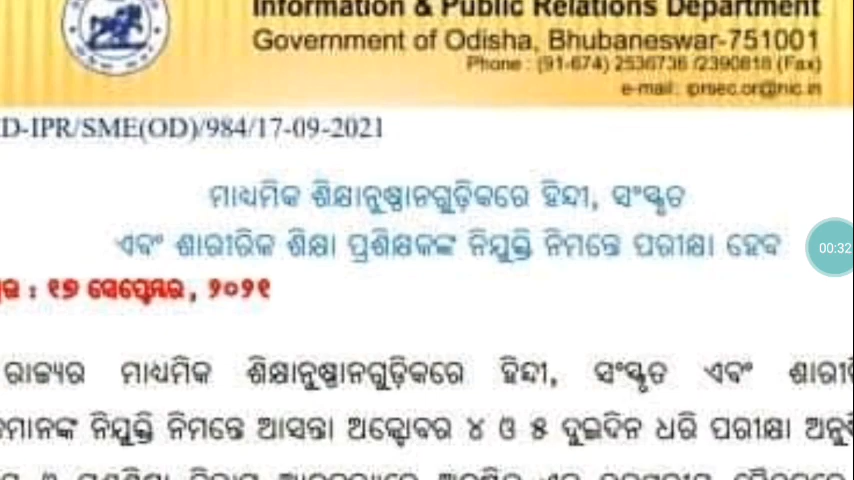 Information & Public Relations Department
Government of Odisha, Bhubaneswar-751001
Phone : (91-674) 2536736 /2390818 (Fax)
e-mail: iprsec.or@nic.in
D-IPR/SME(OD)/984/17-09-2021
ମାଧ୍ୟମିକ ଶିକ୍ଷାନୁଷ୍ଠାନଗୁଡ଼ିକରେ ହିନ୍ଦୀ, ସଂସ୍କୃତ
ଏବଂ ଶାରୀରିକ ଶିକ୍ଷା ପ୍ରଶିକ୍ଷକଙ୍କ ନିଯୁକ୍ତି ନିମନ୍ତେ ପରୀକ୍ଷା ହେବ
00:32
: ୧୭ ସେପ୍ଟେମ୍ବର, ୨୦୨୧
ରାଜ୍ୟର ମାଧ୍ୟମିକ ଶିକ୍ଷାନୁଷ୍ଠାନଗୁଡ଼ିକରେ ହିନ୍ଦୀ, ସଂସ୍କୃତ ଏବଂ
ନିଯୁକ୍ତି ନିମନ୍ତେ ଆସନ୍ତା ଅକ୍ଟୋବର ୪ ଓ ୫ ଦୁଇଦିନ ଧରି ପରୀକ୍ଷା